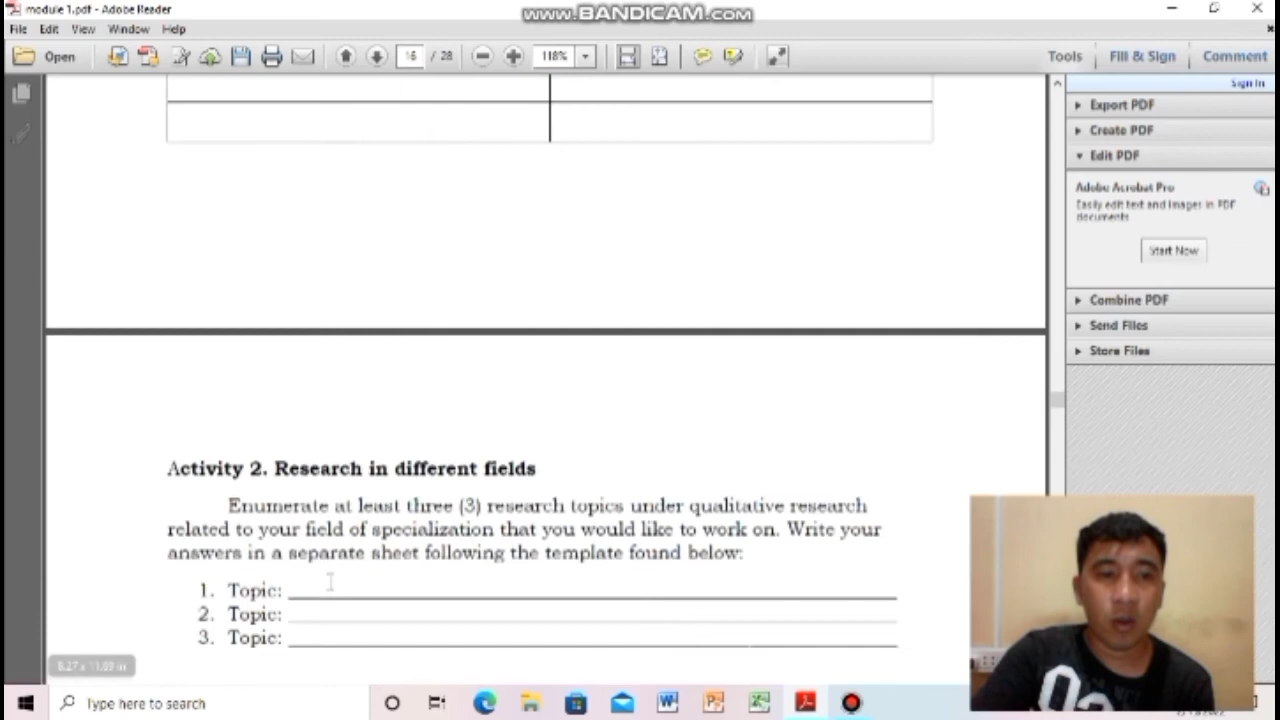 module 1.pdf - Adobe Reader
www.BANDICAM.com
File Edit View Window Help
Open
16 / 28
118%
Tools Fill & Sign Comment
Sign In
Export PDF
Create PDF
Edit PDF
Adobe Acrobat Pro
Easily edit text and images in PDF
documents
Start Now
Combine PDF
Send Files
Store Files
Activity 2. Research in different fields
Enumerate at least three (3) research topics under qualitative research
related to your field of specialization that you would like to work on. Write your
answers in a separate sheet following the template found below:
1. Topic:
2. Topic:
3. Topic:
8.27 x 11.69 in
Type here to search